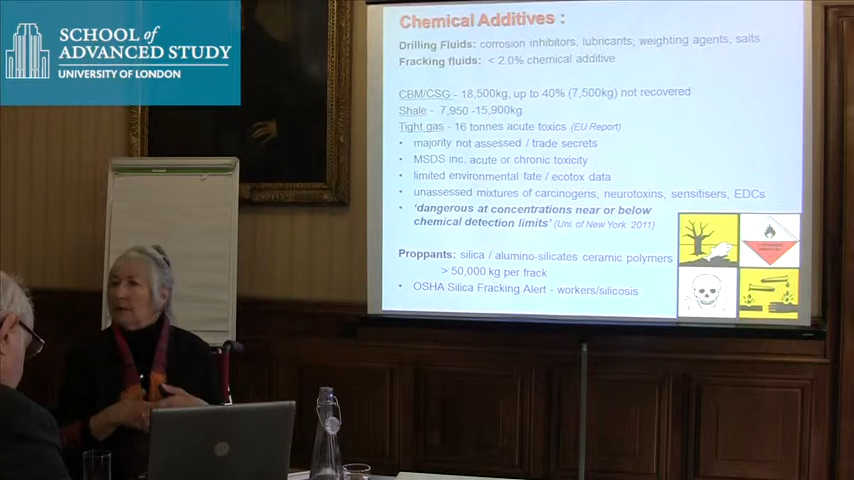 SCHOOL of
ADVANCED STUDY
UNIVERSITY OF LONDON
Chemical Additives :
Drilling Fluids: corrosion inhibitors, lubricants, weighting agents, salts
Fracking fluids: < 2.0% chemical additive
CBM/CSG - 18,500kg, up to 40% (7,500kg) not recovered
Shale - 7,950 -15,900kg
Tight gas - 16 tonnes acute toxics (EU Report)
• majority not assessed / trade secrets
• MSDS inc. acute or chronic toxicity
• limited environmental fate / ecotox data
• unassessed mixtures of carcinogens, neurotoxins, sensitisers, EDCs
• 'dangerous at concentrations near or below
chemical detection limits' (Uni. of New York 2011)
Proppants: silica / alumino-silicates ceramic polymers
> 50,000 kg per frack
• OSHA Silica Fracking Alert - workers/silicosis